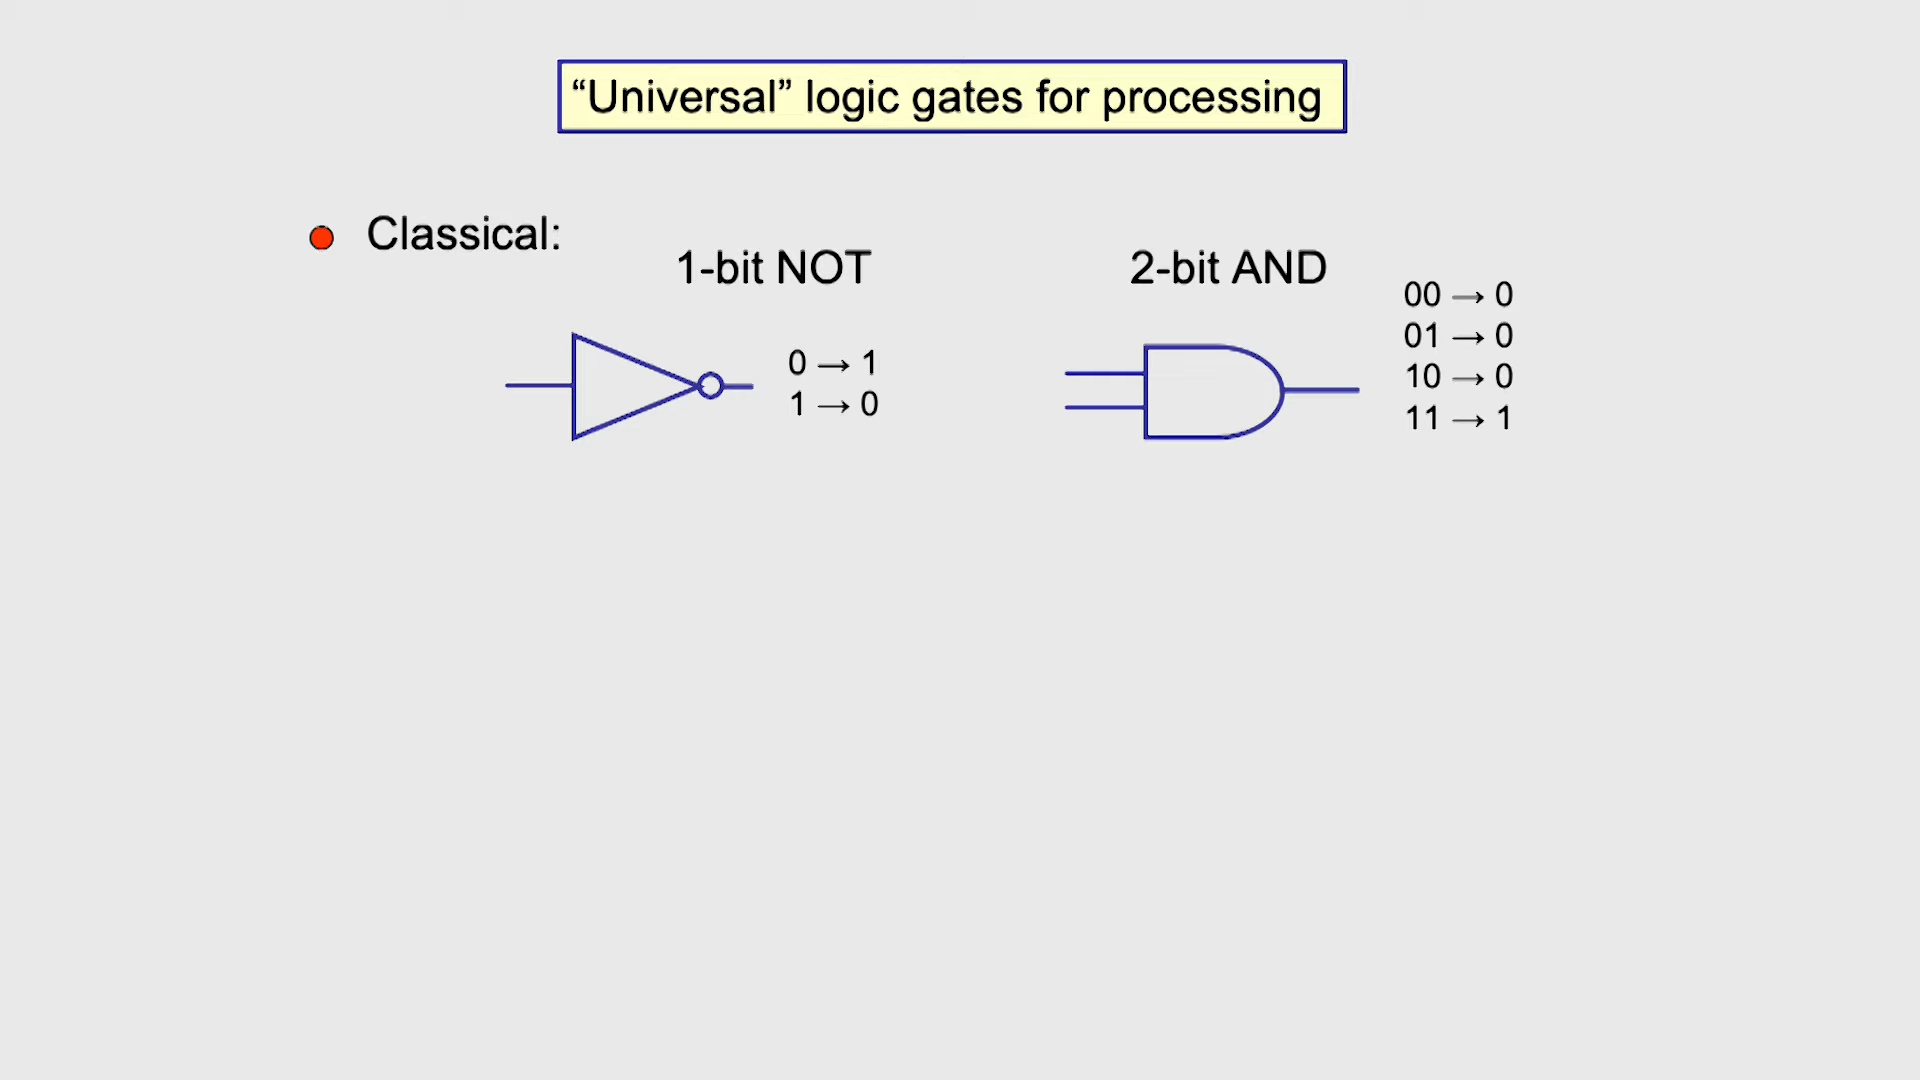 “Universal” logic gates for processing
Classical:
1-bit NOT
0 → 1
1 → 0
2-bit AND
00 → 0
01 → 0
10 → 0
11 → 1